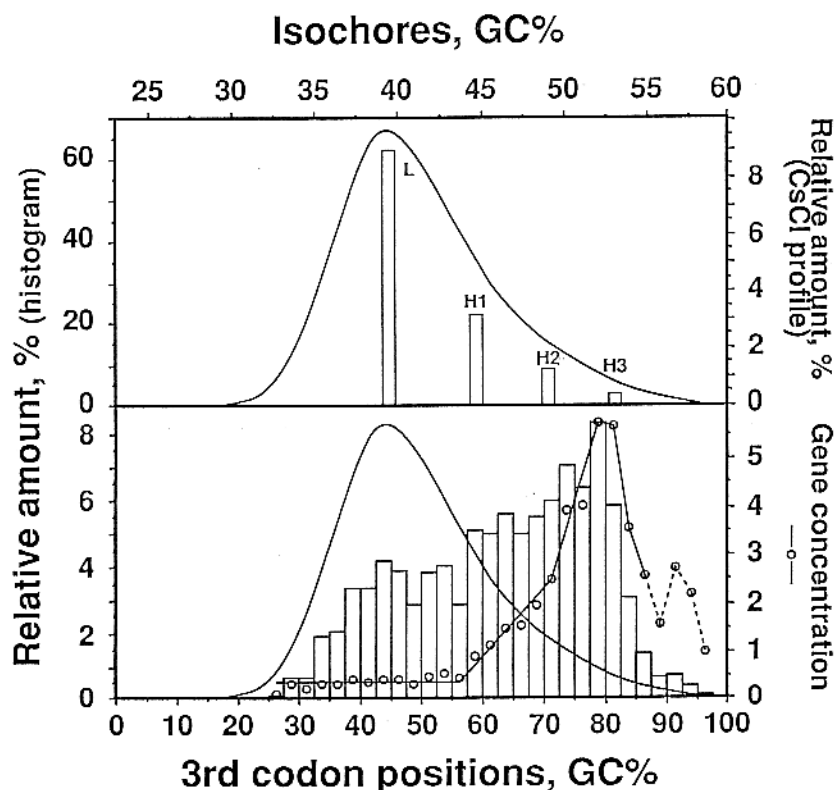 Isochores, GC%
25 30 35 40 45 50 55 60
Relative amount, % (histogram)
60
40
20
0
L
H1
H2
H3
8
6
4
2
0
Relative amount, %
(CsCl profile)
8
6
4
2
0
5
4
3
2
1
0
Gene concentration
0 10 20 30 40 50 60 70 80 90 100
3rd codon positions, GC%